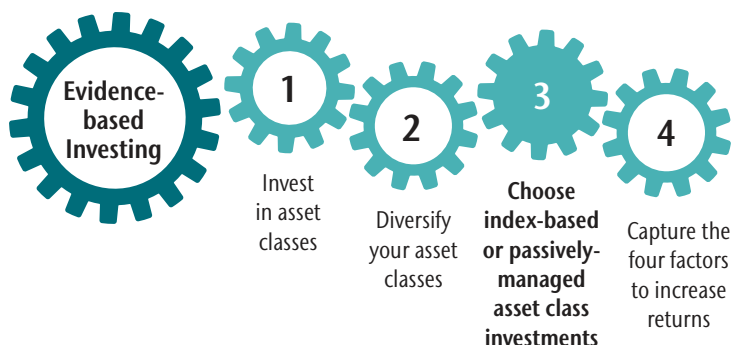 Evidence-
based
Investing
1
Invest
in asset
classes
2
Diversify
your asset
classes
3
Choose
index-based
or passively-
managed
asset class
investments
4
Capture the
four factors
to increase
returns